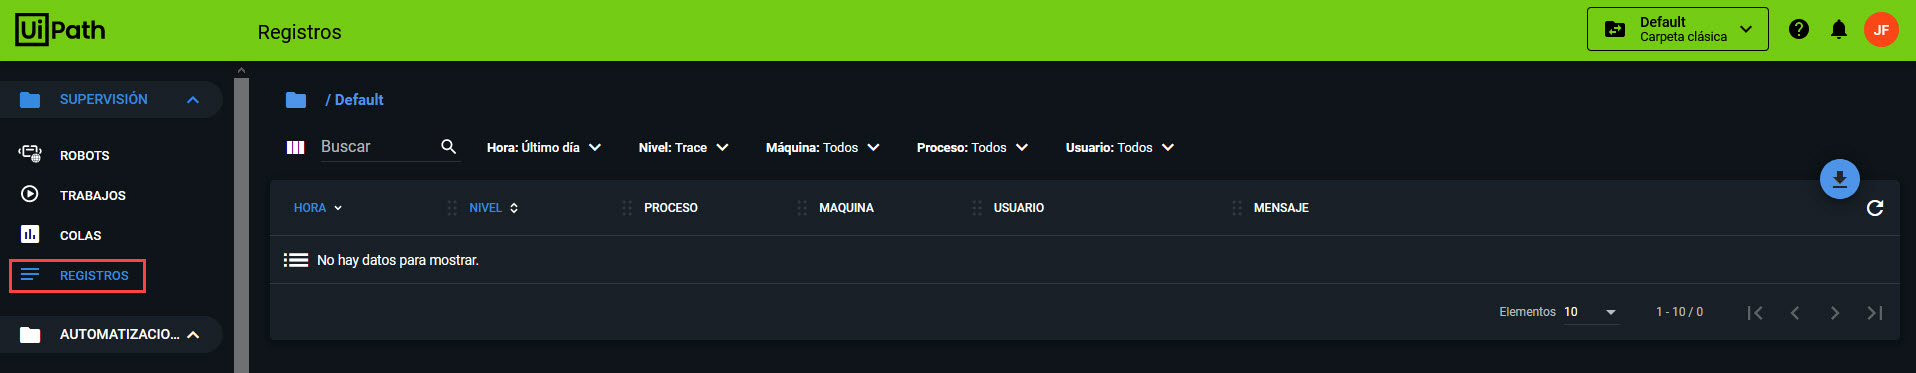 UiPath
Registros
Default
Carpeta clásica
JF
SUPERVISIÓN
ROBOTS
TRABAJOS
COLAS
REGISTROS
AUTOMATIZACIO...
/ Default
Buscar
Hora: Último día
Nivel: Trace
Máquina: Todos
Proceso: Todos
Usuario: Todos
HORA NIVEL PROCESO MAQUINA USUARIO MENSAJE
No hay datos para mostrar.
Elementos 10 1 - 10 / 0